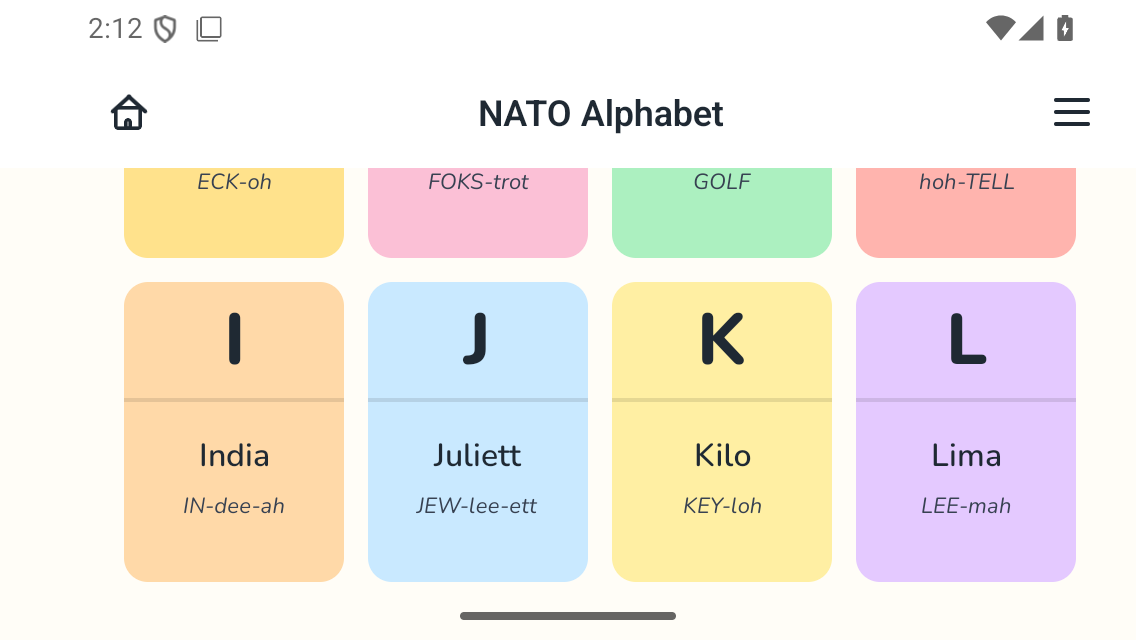 2:12
NATO Alphabet
ECK-oh FOKS-trot GOLF hoh-TELL
I J K L
India Juliett Kilo Lima
IN-dee-ah JEW-lee-ett KEY-loh LEE-mah